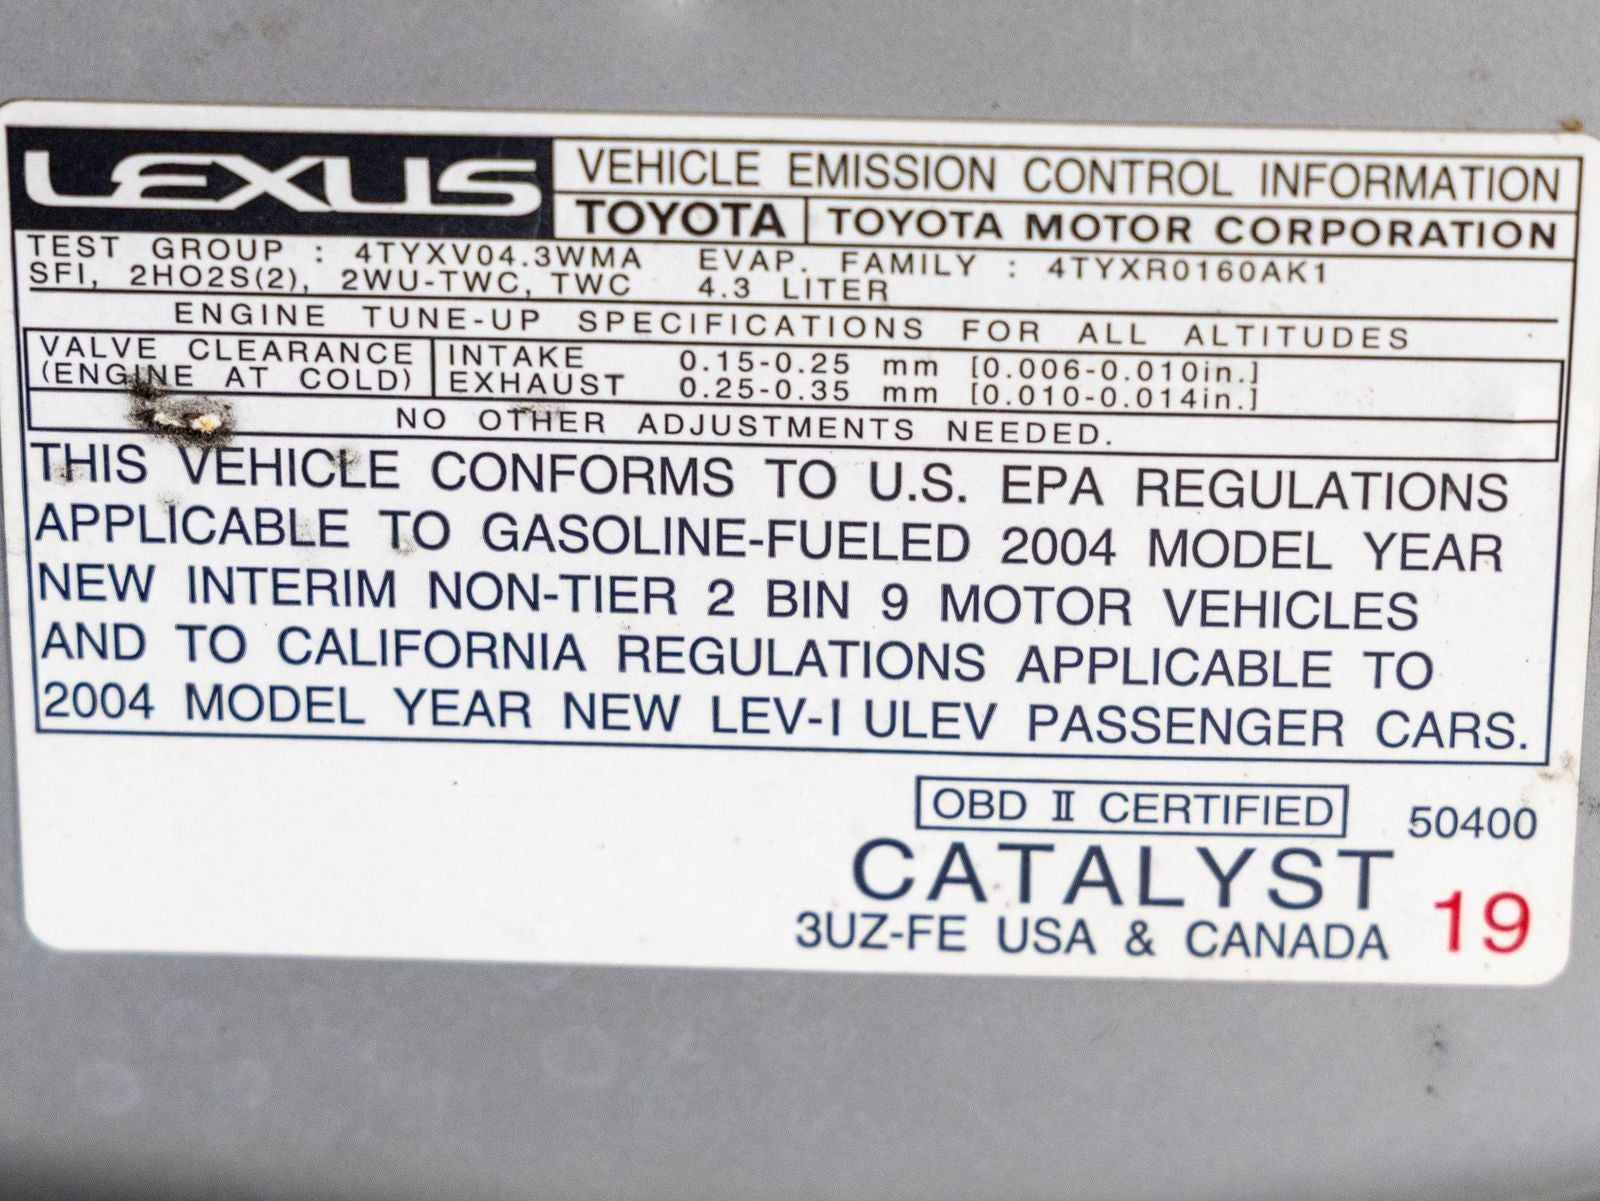 LEXUS
VEHICLE EMISSION CONTROL INFORMATION
TOYOTA TOYOTA MOTOR CORPORATION
TEST GROUP : 4TYXV04.3WMA EVAP. FAMILY : 4TYXR0160AK1
SFI, 2HO2S(2), 2WU-TWC, TWC 4.3 LITER
ENGINE TUNE-UP SPECIFICATIONS FOR ALL ALTITUDES
VALVE CLEARANCE INTAKE 0.15-0.25 mm [0.006-0.010in.]
(ENGINE AT COLD) EXHAUST 0.25-0.35 mm [0.010-0.014in.]
NO OTHER ADJUSTMENTS NEEDED.
THIS VEHICLE CONFORMS TO U.S. EPA REGULATIONS
APPLICABLE TO GASOLINE-FUELED 2004 MODEL YEAR
NEW INTERIM NON-TIER 2 BIN 9 MOTOR VEHICLES
AND TO CALIFORNIA REGULATIONS APPLICABLE TO
2004 MODEL YEAR NEW LEV-I ULEV PASSENGER CARS.
OBD II CERTIFIED 50400
CATALYST
3UZ-FE USA & CANADA 19